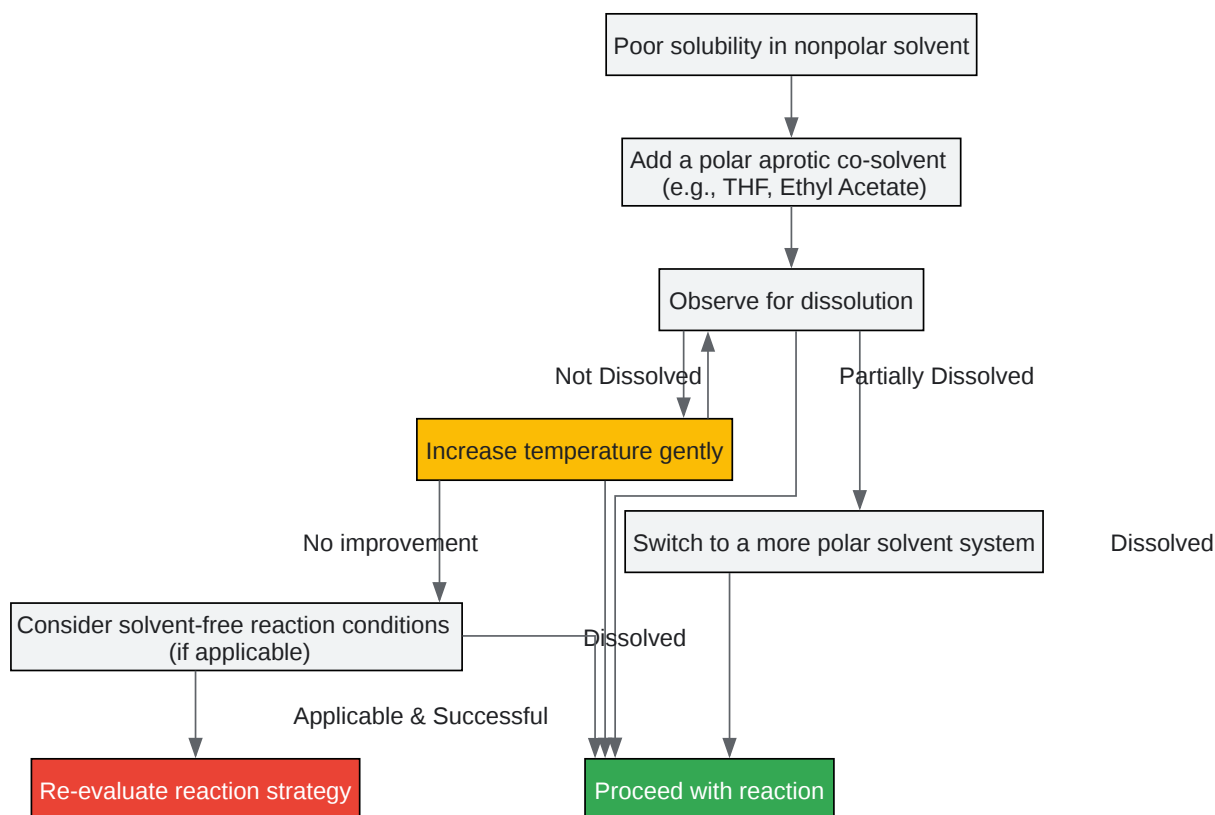 Poor solubility in nonpolar solvent
Add a polar aprotic co-solvent
(e.g., THF, Ethyl Acetate)
Observe for dissolution
Not Dissolved
Partially Dissolved
Increase temperature gently
No improvement
Switch to a more polar solvent system
Dissolved
Consider solvent-free reaction conditions
(if applicable)
Dissolved
Applicable & Successful
Re-evaluate reaction strategy
Proceed with reaction